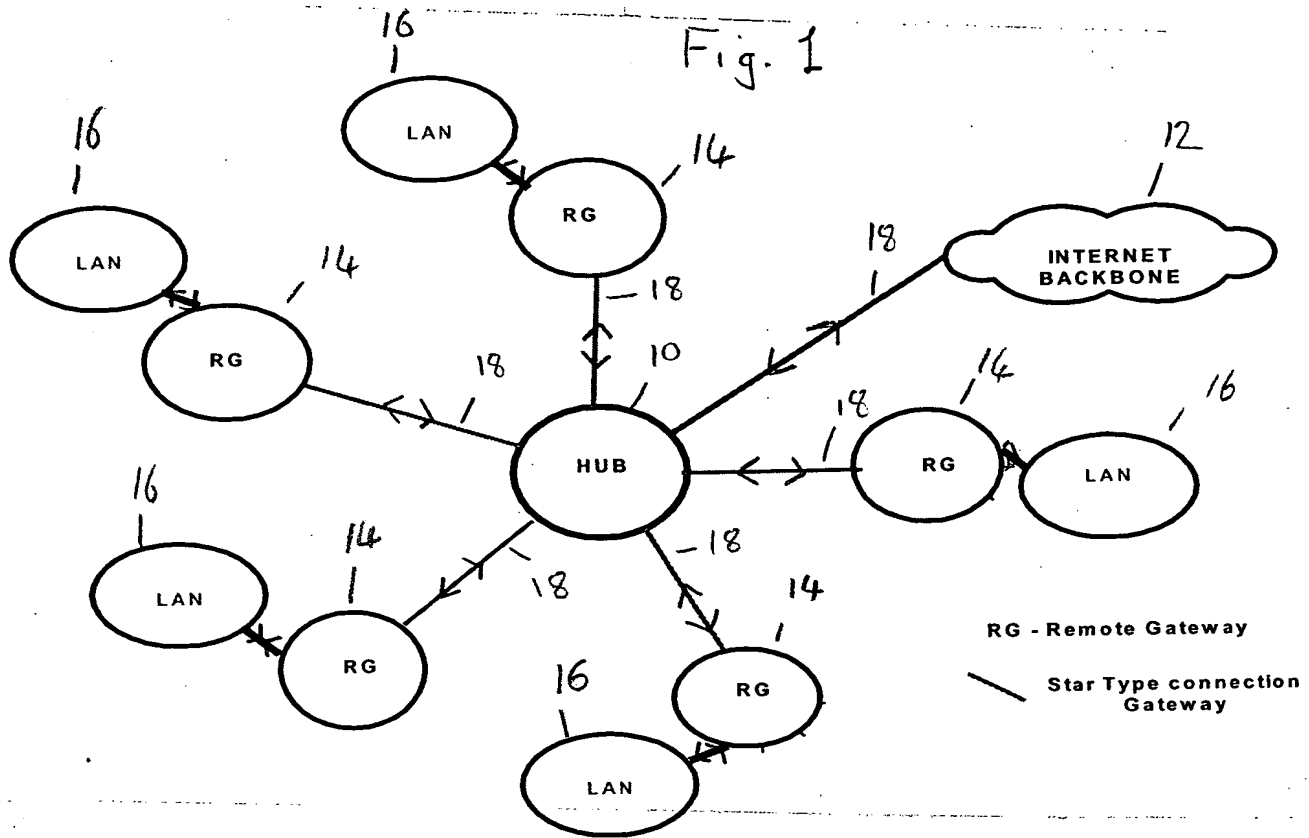 Fig. 1
16
LAN
16
LAN
14
RG
14
RG
12
INTERNET
BACKBONE
18
18
10
HUB
18
18
14
RG
16
LAN
16
LAN
14
RG
18
18
14
RG
16
LAN
RG - Remote Gateway
Star Type connection
Gateway